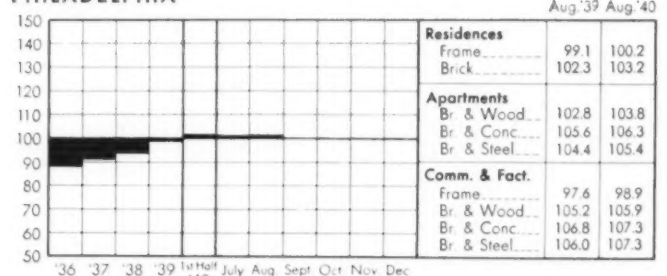 Aug.'39 Aug.'40
150
140
130
120
110
100
90
80
70
60
50
'36 '37 '38 '39 1st Half July Aug. Sept. Oct. Nov. Dec
Residences
Frame 99.1 100.2
Brick 102.3 103.2
Apartments
Br. & Wood 102.8 103.8
Br. & Conc. 105.6 106.3
Br. & Steel 104.4 105.4
Comm. & Fact.
Frame 97.6 98.9
Br. & Wood 105.2 105.9
Br. & Conc. 106.8 107.3
Br. & Steel 106.0 107.3